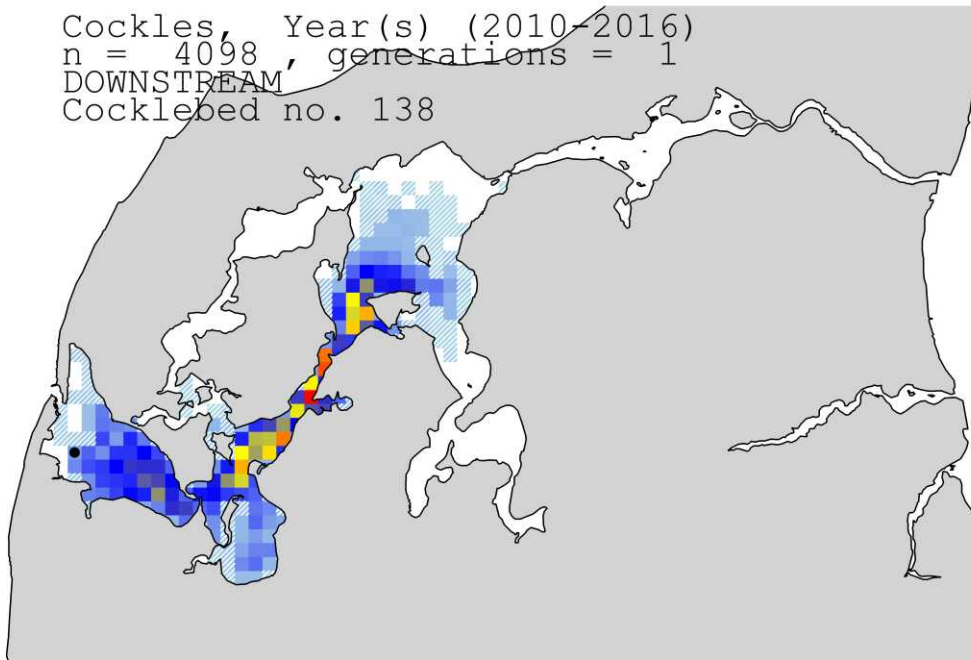 Cockles, Year(s) (2010-2016)
n = 4098 , generations = 1
DOWNSTREAM
Cocklebed no. 138